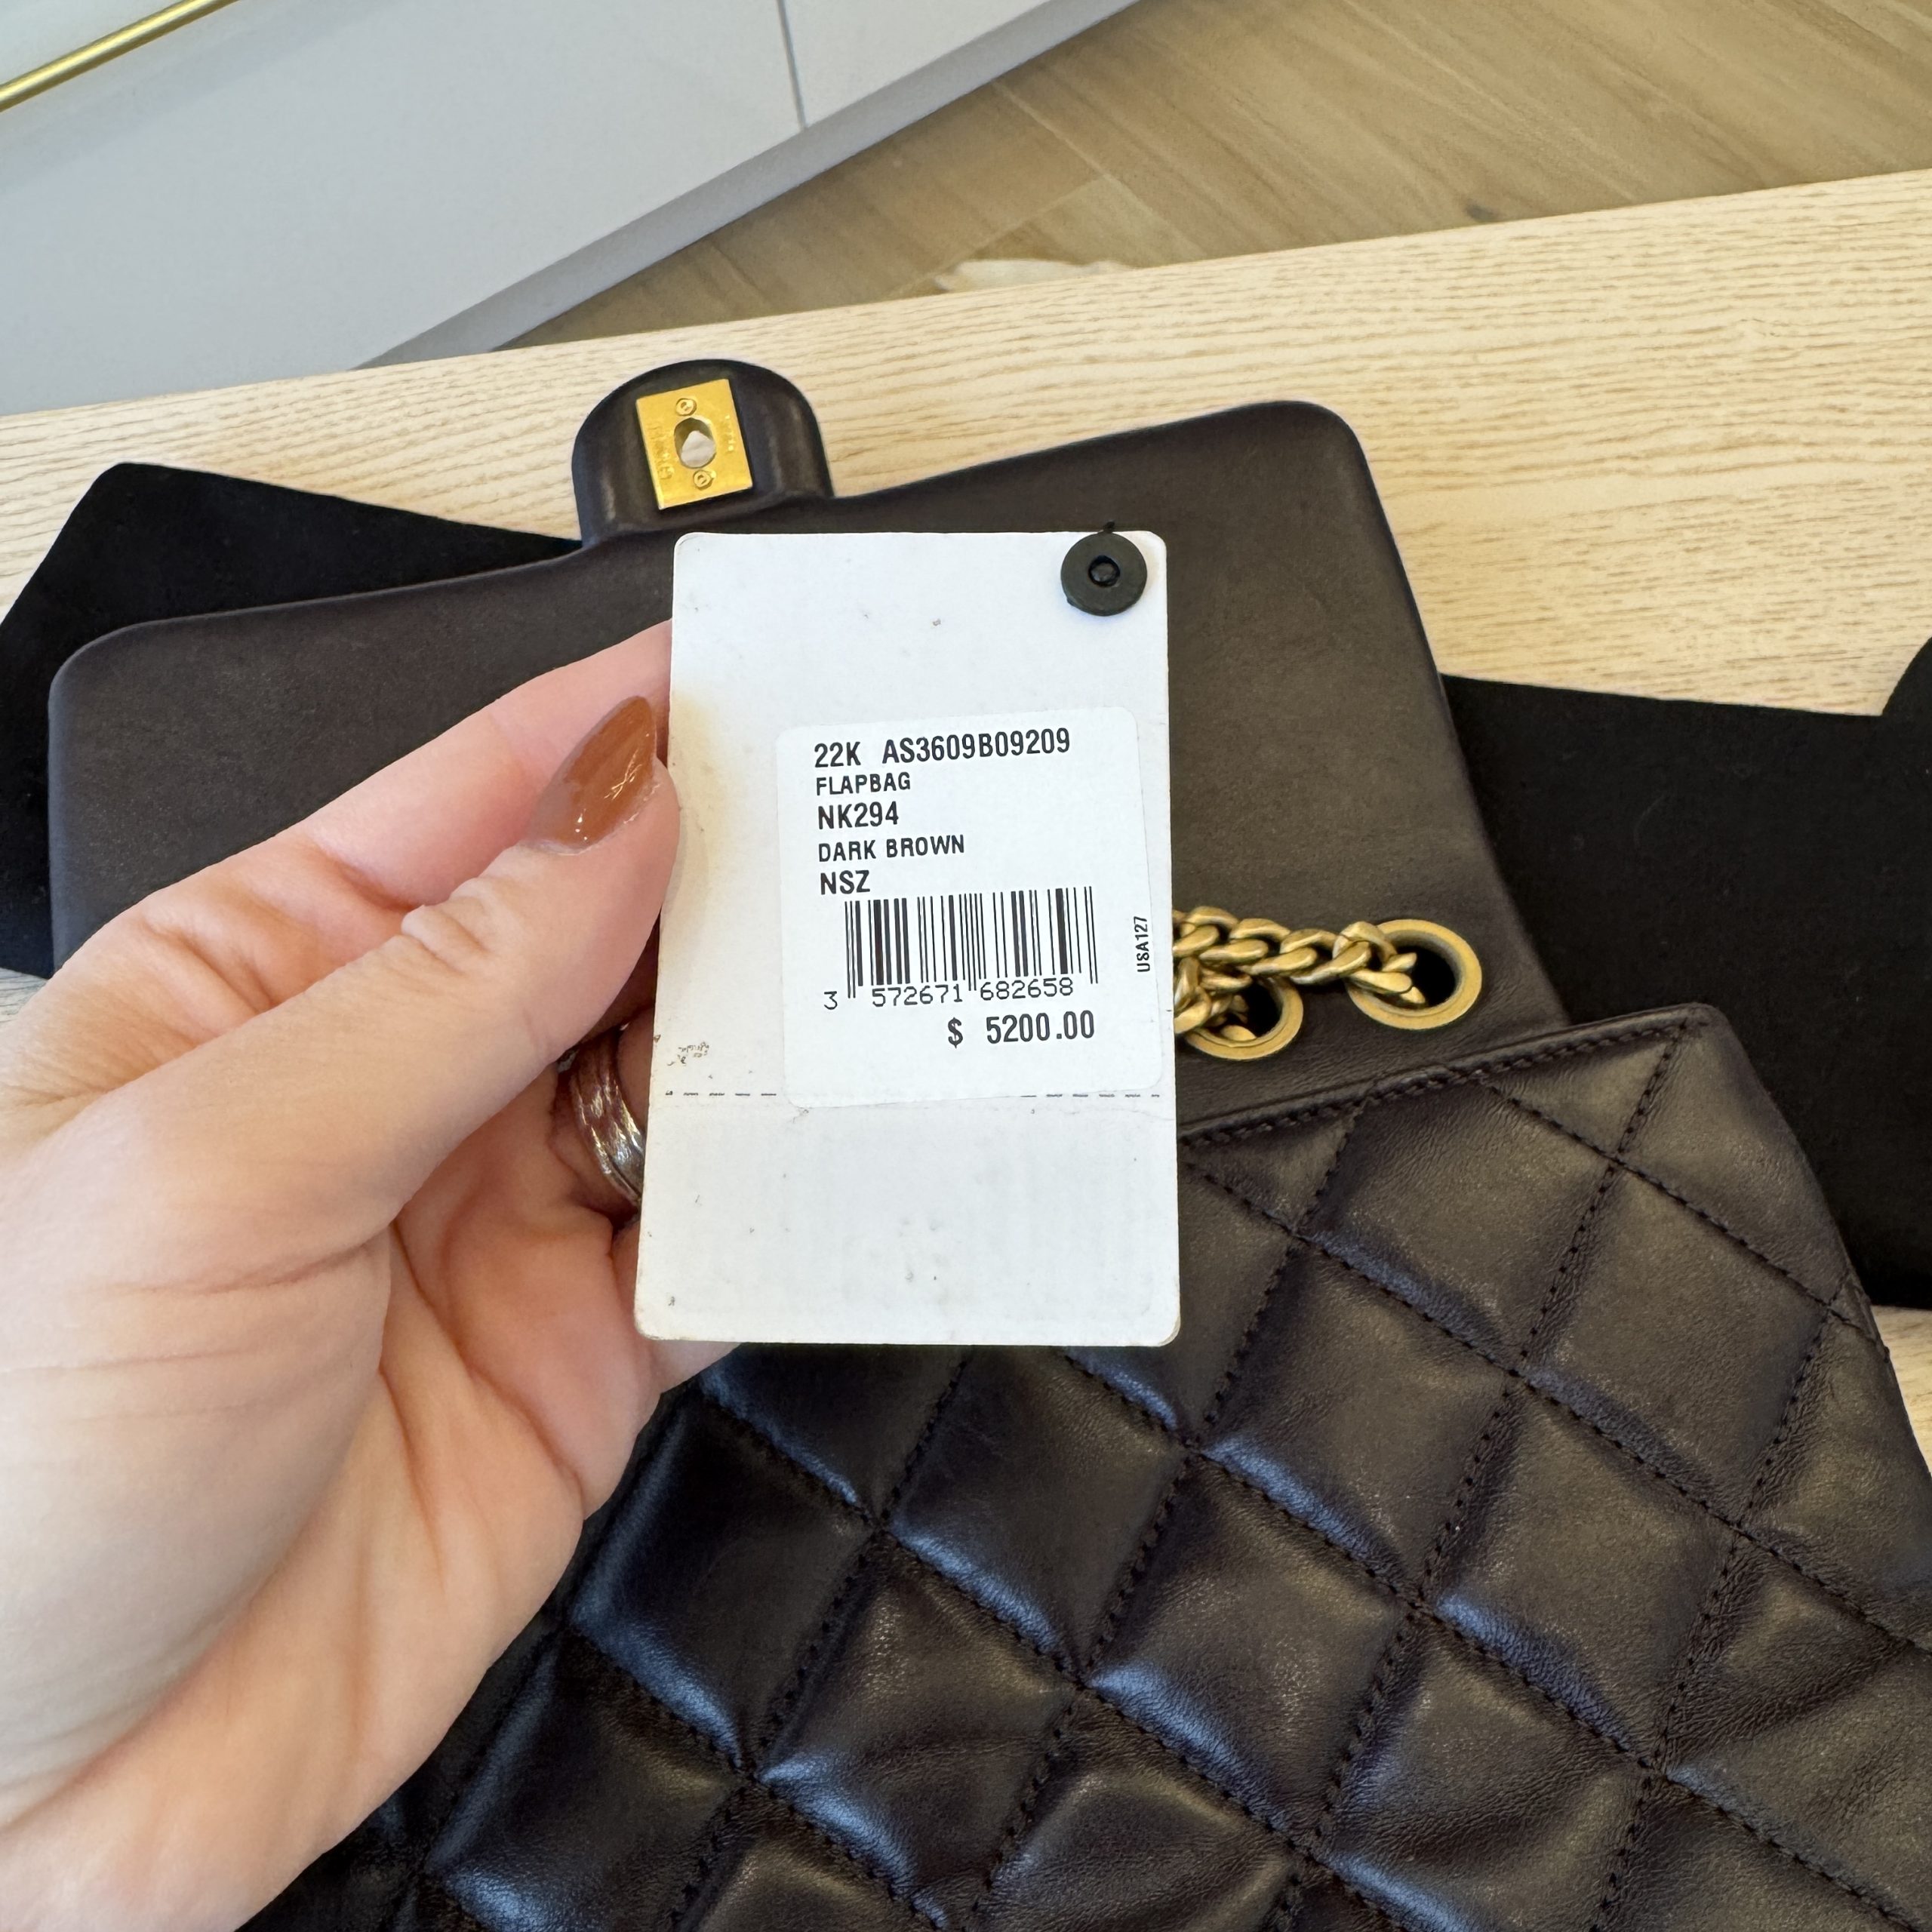 22K AS3609B09209
FLAPBAG
NK294
DARK BROWN
NSZ
3 572671 682658
USA127
$ 5200.00